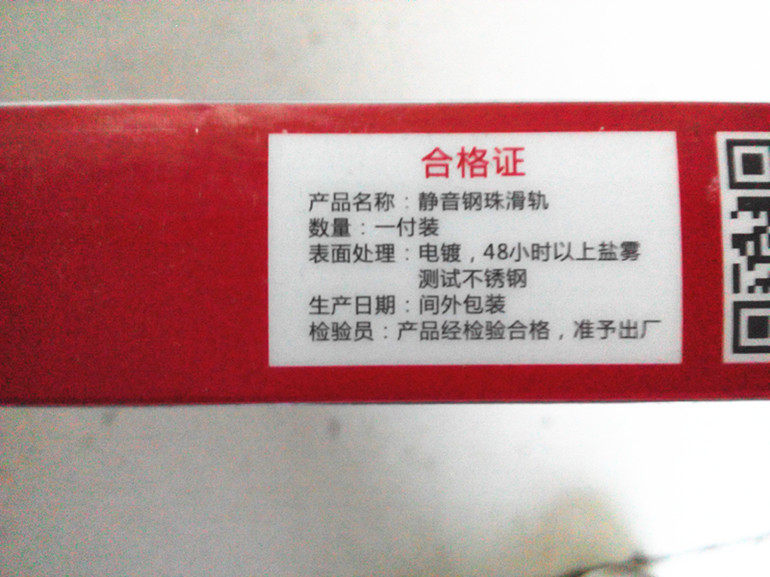 合格证
产品名称：静音钢珠滑轨
数量：一付装
表面处理：电镀，48小时以上盐雾
测试不锈钢
生产日期：间外包装
检验员：产品经检验合格，准予出厂